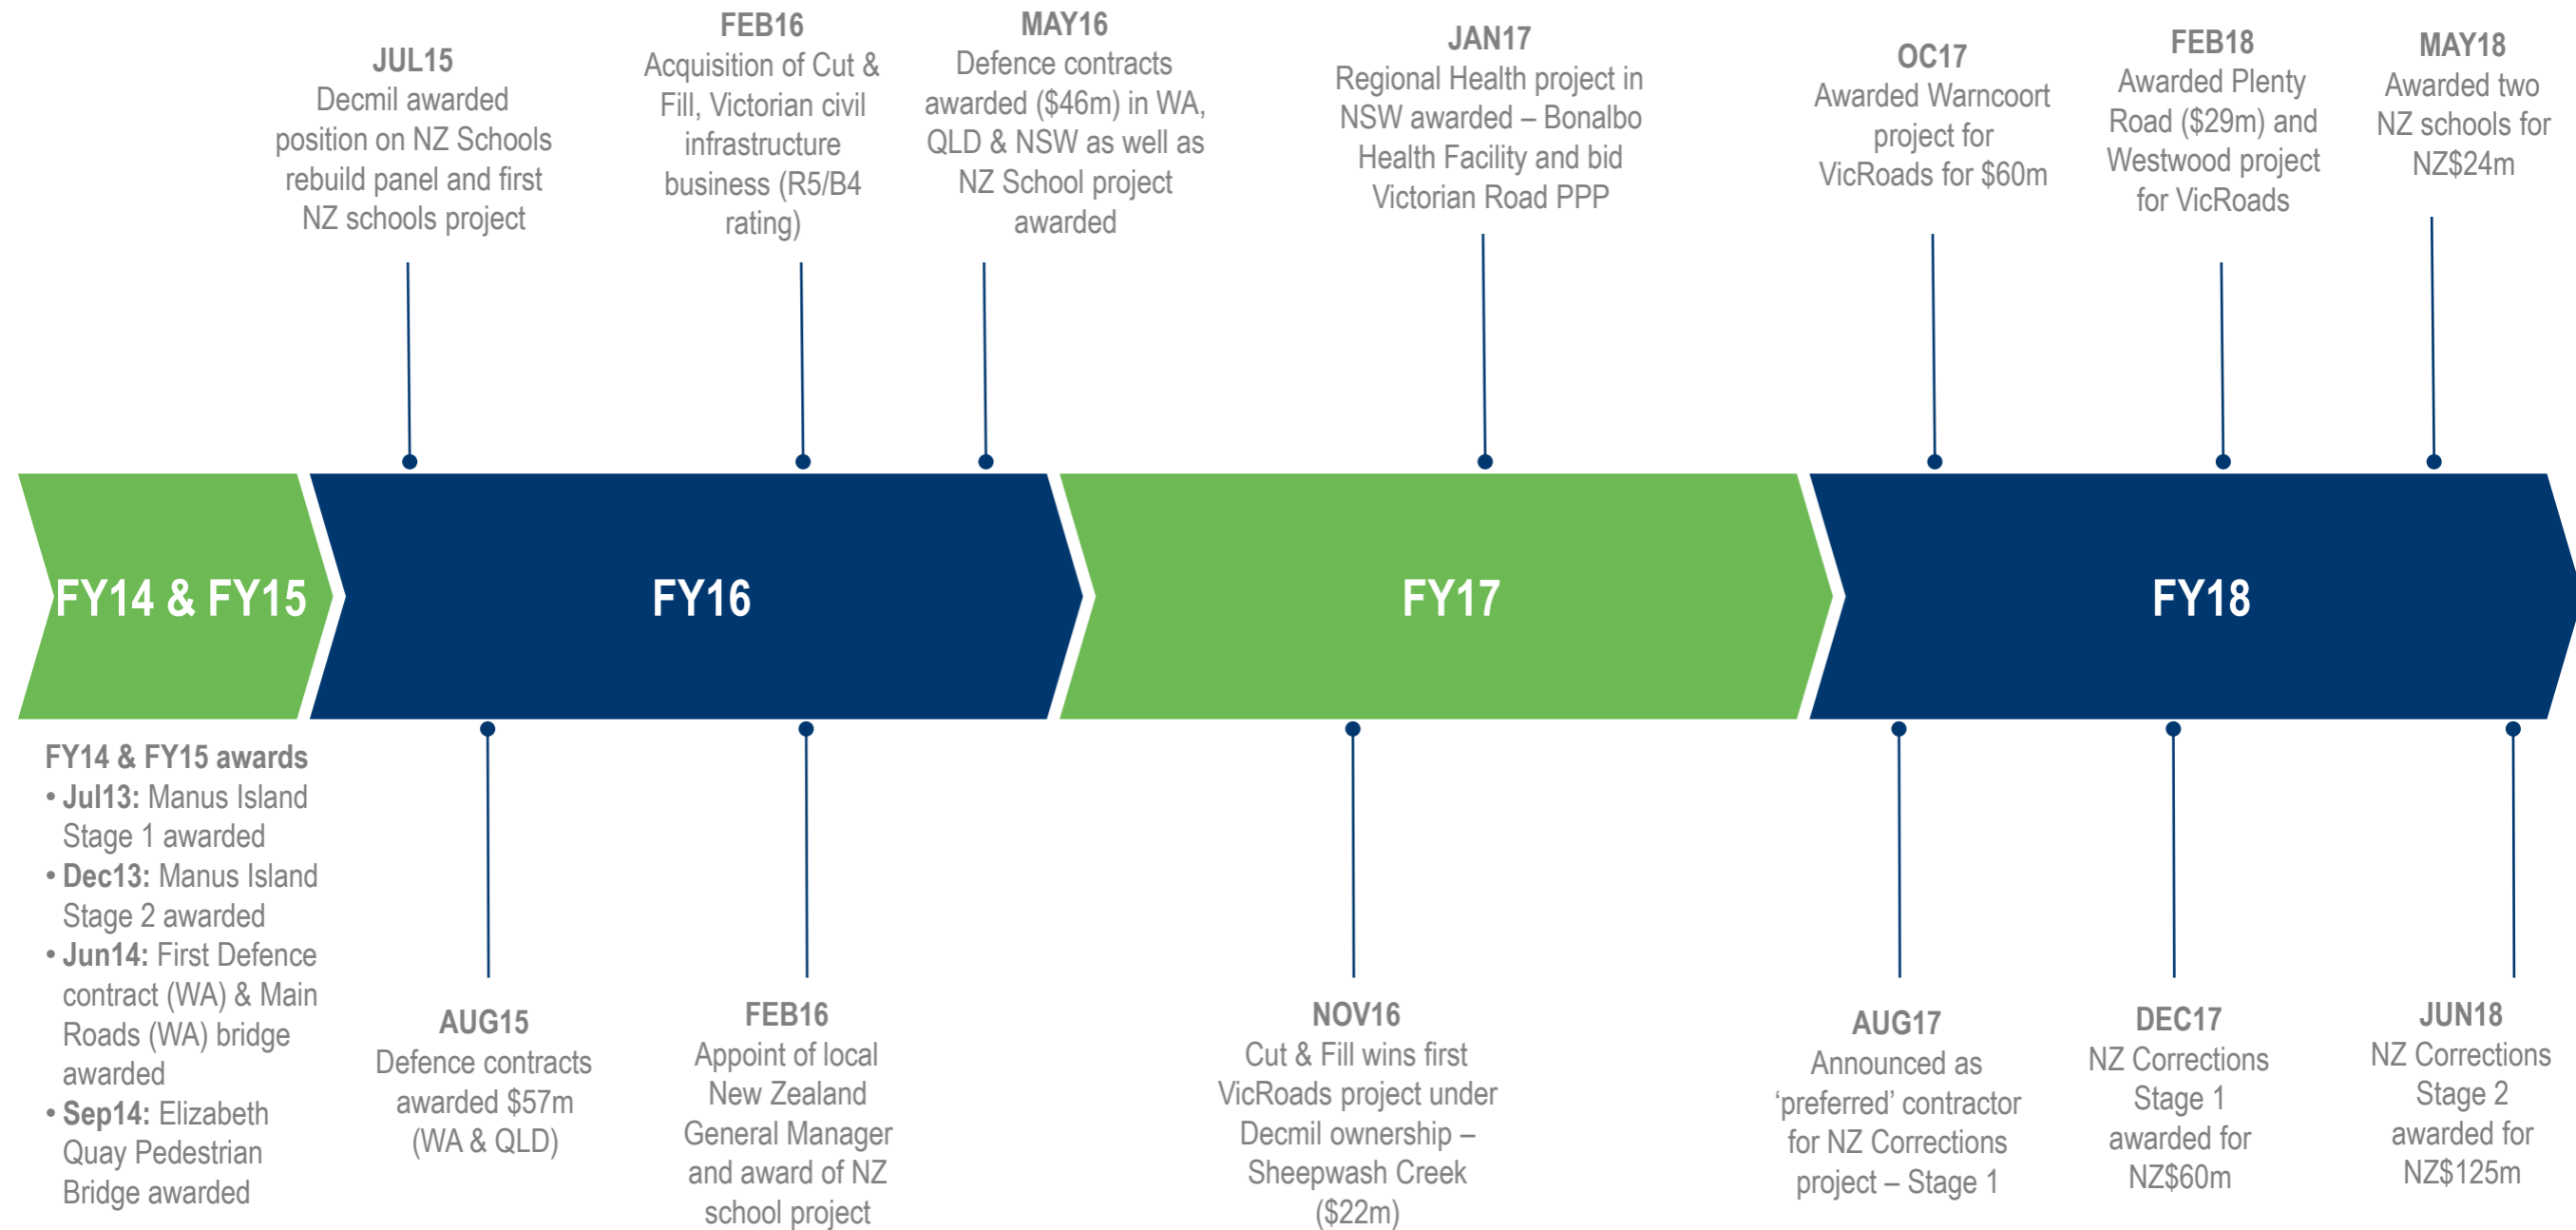 JUL15
Decmil awarded
position on NZ Schools
rebuild panel and first
NZ schools project
FEB16
Acquisition of Cut &
Fill, Victorian civil
infrastructure
business (R5/B4
rating)
MAY16
Defence contracts
awarded ($46m) in WA,
QLD & NSW as well as
NZ School project
awarded
JAN17
Regional Health project in
NSW awarded – Bonalbo
Health Facility and bid
Victorian Road PPP
OC17
Awarded Warncoort
project for
VicRoads for $60m
FEB18
Awarded Plenty
Road ($29m) and
Westwood project
for VicRoads
MAY18
Awarded two
NZ schools for
NZ$24m
FY14 & FY15
FY16
FY17
FY18
FY14 & FY15 awards
• Jul13: Manus Island
Stage 1 awarded
• Dec13: Manus Island
Stage 2 awarded
• Jun14: First Defence
contract (WA) & Main
Roads (WA) bridge
awarded
• Sep14: Elizabeth
Quay Pedestrian
Bridge awarded
AUG15
Defence contracts
awarded $57m
(WA & QLD)
FEB16
Appoint of local
New Zealand
General Manager
and award of NZ
school project
NOV16
Cut & Fill wins first
VicRoads project under
Decmil ownership –
Sheepwash Creek
($22m)
AUG17
Announced as
‘preferred’ contractor
for NZ Corrections
project – Stage 1
DEC17
NZ Corrections
Stage 1
awarded for
NZ$60m
JUN18
NZ Corrections
Stage 2
awarded for
NZ$125m